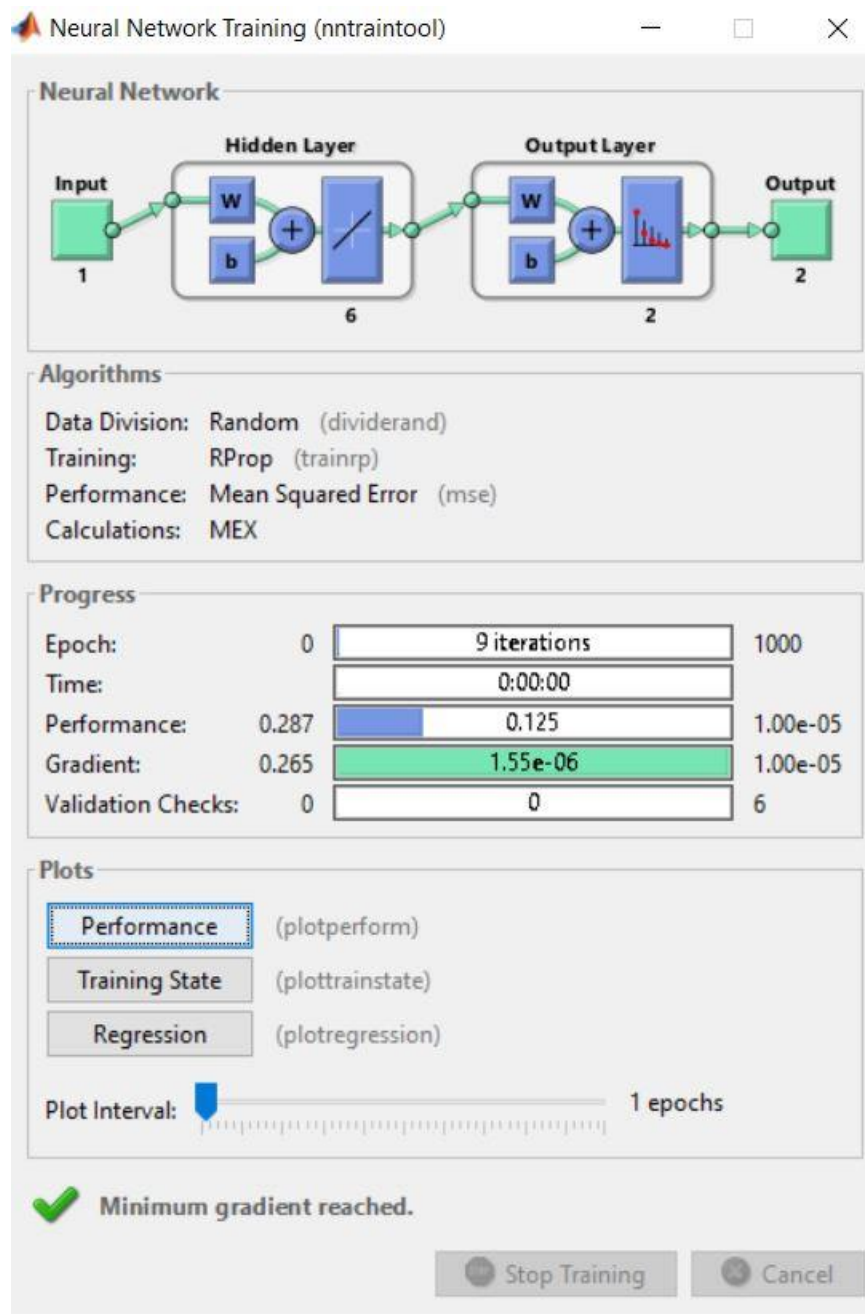 Neural Network Training (nntraintool)
Neural Network
Hidden Layer Output Layer
Input Output
W W
b b
1 2
6 2
Algorithms
Data Division: Random (dividerand)
Training: RProp (trainrp)
Performance: Mean Squared Error (mse)
Calculations: MEX
Progress
Epoch: 0 9 iterations 1000
Time: 0:00:00
Performance: 0.287 0.125 1.00e-05
Gradient: 0.265 1.55e-06 1.00e-05
Validation Checks: 0 0 6
Plots
Performance (plotperform)
Training State (plottrainstate)
Regression (plotregression)
Plot Interval: 1 epochs
Minimum gradient reached.
Stop Training Cancel